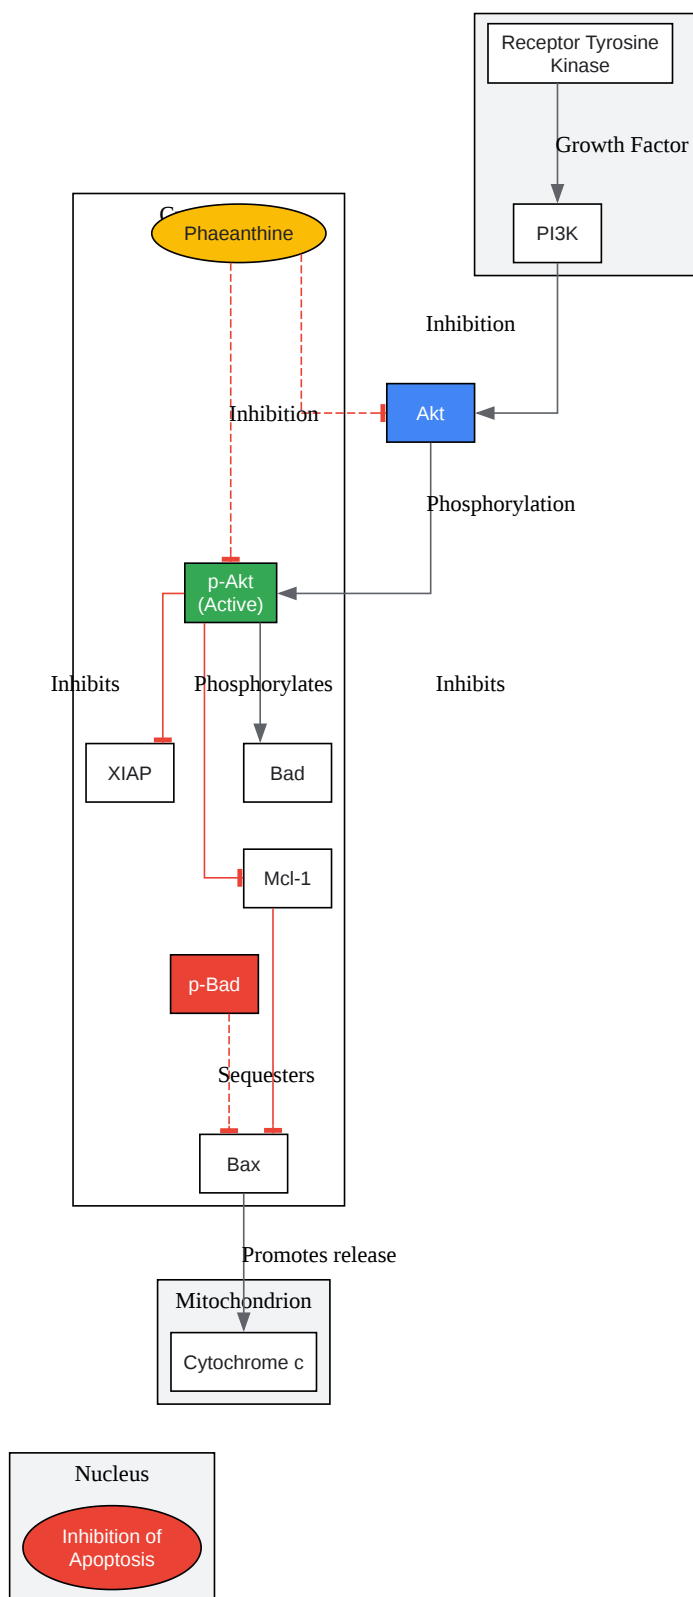 Receptor Tyrosine
Kinase
Growth Factor
Phaeanthine
PI3K
Inhibition
Inhibition
Akt
Phosphorylation
p-Akt
(Active)
Inhibits
Phosphorylates
Inhibits
XIAP
Bad
Mcl-1
p-Bad
Sequesters
Bax
Promotes release
Mitochondrion
Cytochrome c
Nucleus
Inhibition of
Apoptosis